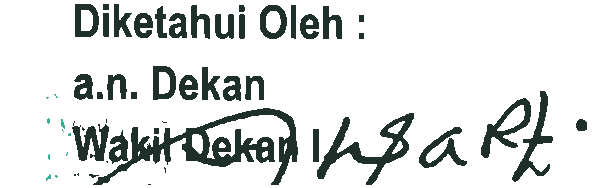 Diketahui Oleh :
a.n. Dekan
Wakil Dekan I